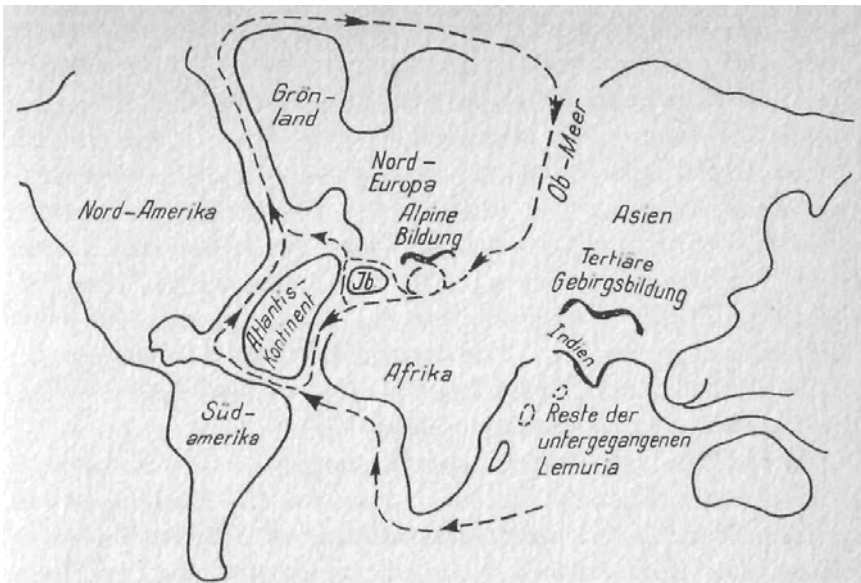 Grön-
land
Nord-
Europa
Alpine
Bildung
Ob-Meer
Nord-Amerika
Asien
Jb.
Tertiäre
Gebirgsbildung
Atlantis-
Kontinent
Indien
Afrika
Süd-
amerika
Reste der
untergegangenen
Lemuria